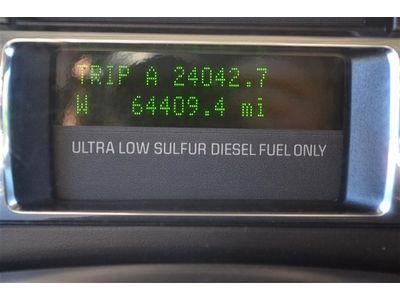 TRIP A 24042.7
W 64409.4 mi
ULTRA LOW SULFUR DIESEL FUEL ONLY